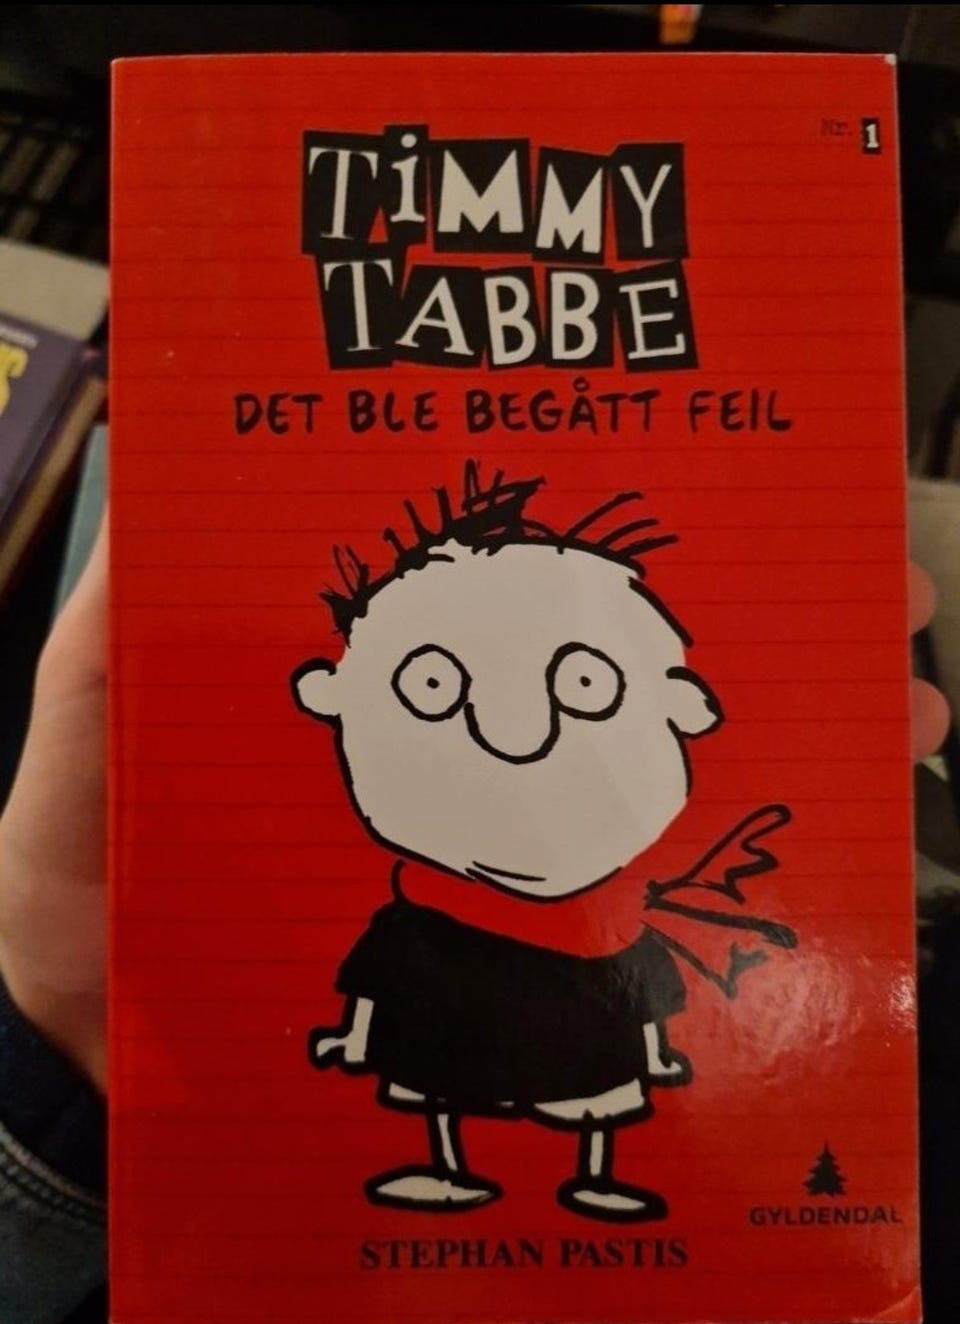 Nr. 1
TiMMY
TABBE
DET BLE BEGÅTT FEIL
GYLDENDAL
STEPHAN PASTIS